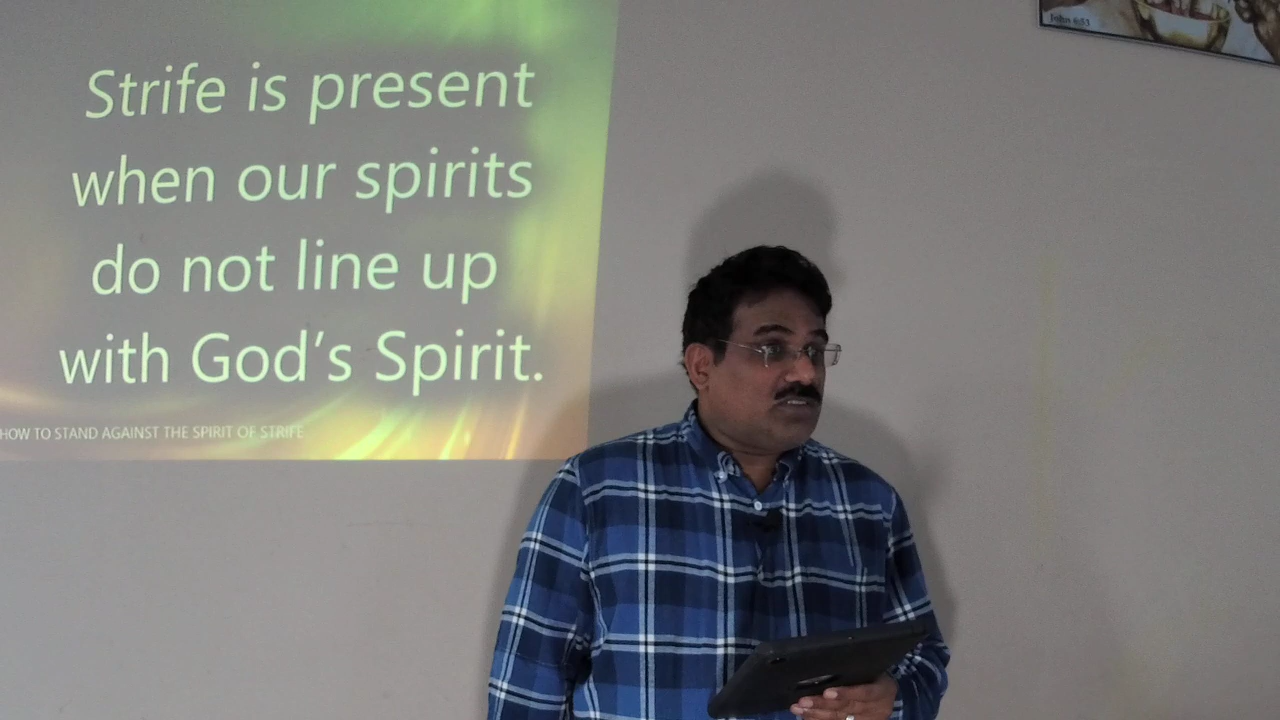 Strife is present
when our spirits
do not line up
with God's Spirit.
HOW TO STAND AGAINST THE SPIRIT OF STRIFE
John 6:53